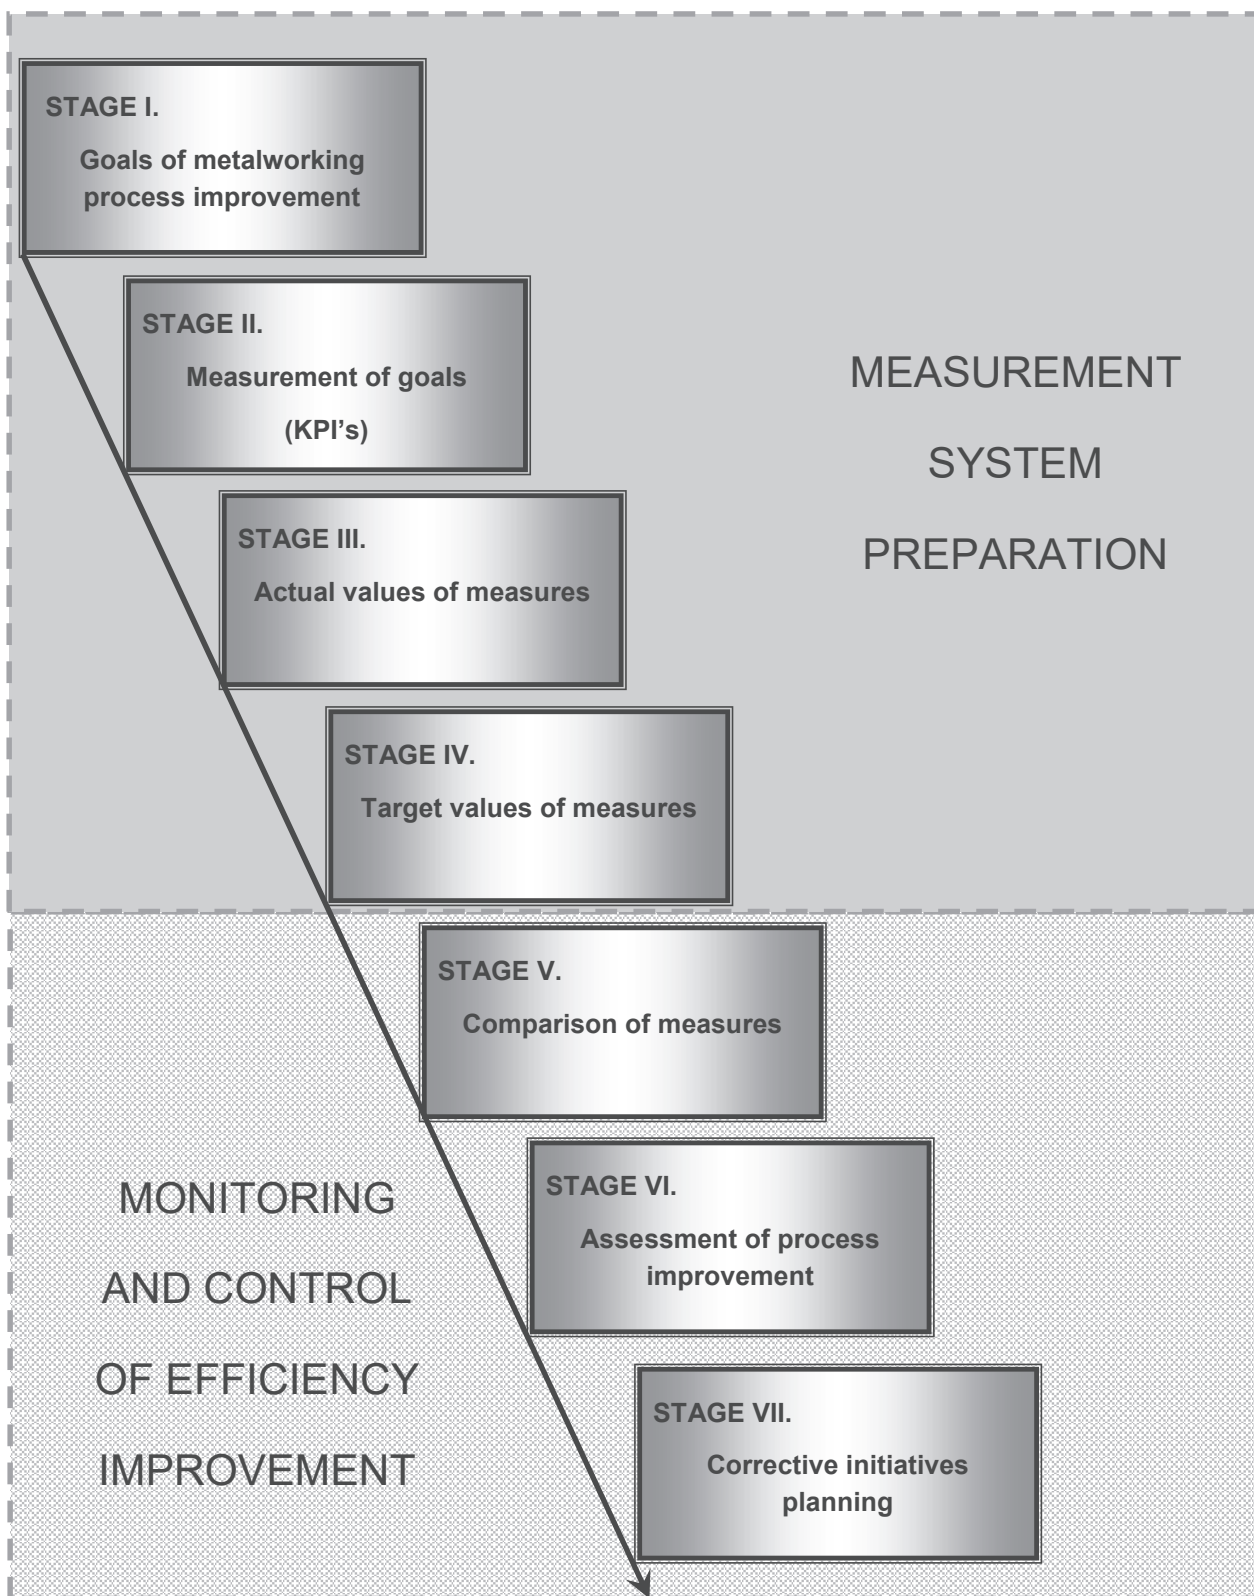 STAGE I.
Goals of metalworking
process improvement
STAGE II.
Measurement of goals
(KPI's)
MEASUREMENT
SYSTEM
PREPARATION
STAGE III.
Actual values of measures
STAGE IV.
Target values of measures
STAGE V.
Comparison of measures
MONITORING
AND CONTROL
OF EFFICIENCY
IMPROVEMENT
STAGE VI.
Assessment of process
improvement
STAGE VII.
Corrective initiatives
planning